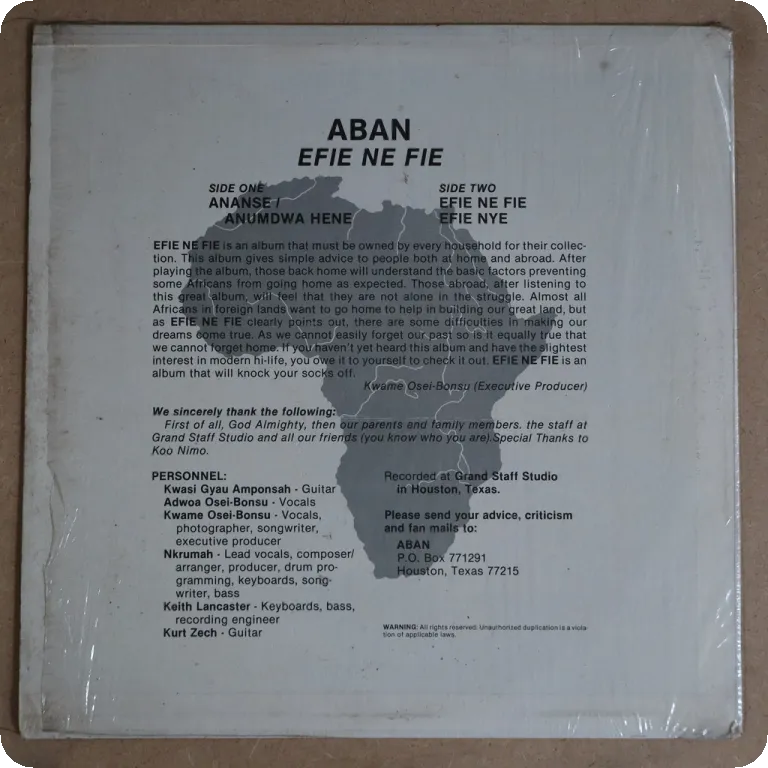 ABAN
EFIE NE FIE
SIDE ONE
ANANSE /
ANUMDWA HENE
SIDE TWO
EFIE NE FIE
EFIE NYE
EFIE NE FIE is an album that must be owned by every household for their collec-
tion. This album gives simple advice to people both at home and abroad. After
playing the album, those back home will understand the basic factors preventing
some Africans from going home as expected. Those abroad, after listening to
this great album, will feel that they are not alone in the struggle. Almost all
Africans in foreign lands want to go home to help in building our great land, but
as EFIE NE FIE clearly points out, there are some difficulties in making our
dreams come true. As we cannot easily forget our past so is it equally true that
we cannot forget home. If you haven't yet heard this album and have the slightest
interest in modern hi-life, you owe it to yourself to check it out. EFIE NE FIE is an
album that will knock your socks off.
Kwame Osei-Bonsu (Executive Producer)
We sincerely thank the following:
First of all, God Almighty, then our parents and family members. the staff at
Grand Staff Studio and all our friends (you know who you are).Special Thanks to
Koo Nimo.
PERSONNEL:
Kwasi Gyau Amponsah - Guitar
Adwoa Osei-Bonsu - Vocals
Kwame Osei-Bonsu - Vocals,
photographer, songwriter,
executive producer
Nkrumah - Lead vocals, composer/
arranger, producer, drum pro-
gramming, keyboards, song-
writer, bass
Keith Lancaster - Keyboards, bass,
recording engineer
Kurt Zech - Guitar
Recorded at Grand Staff Studio
in Houston, Texas.
Please send your advice, criticism
and fan mails to:
ABAN
P.O. Box 771291
Houston, Texas 77215
WARNING: All rights reserved. Unauthorized duplication is a viola-
tion of applicable laws.